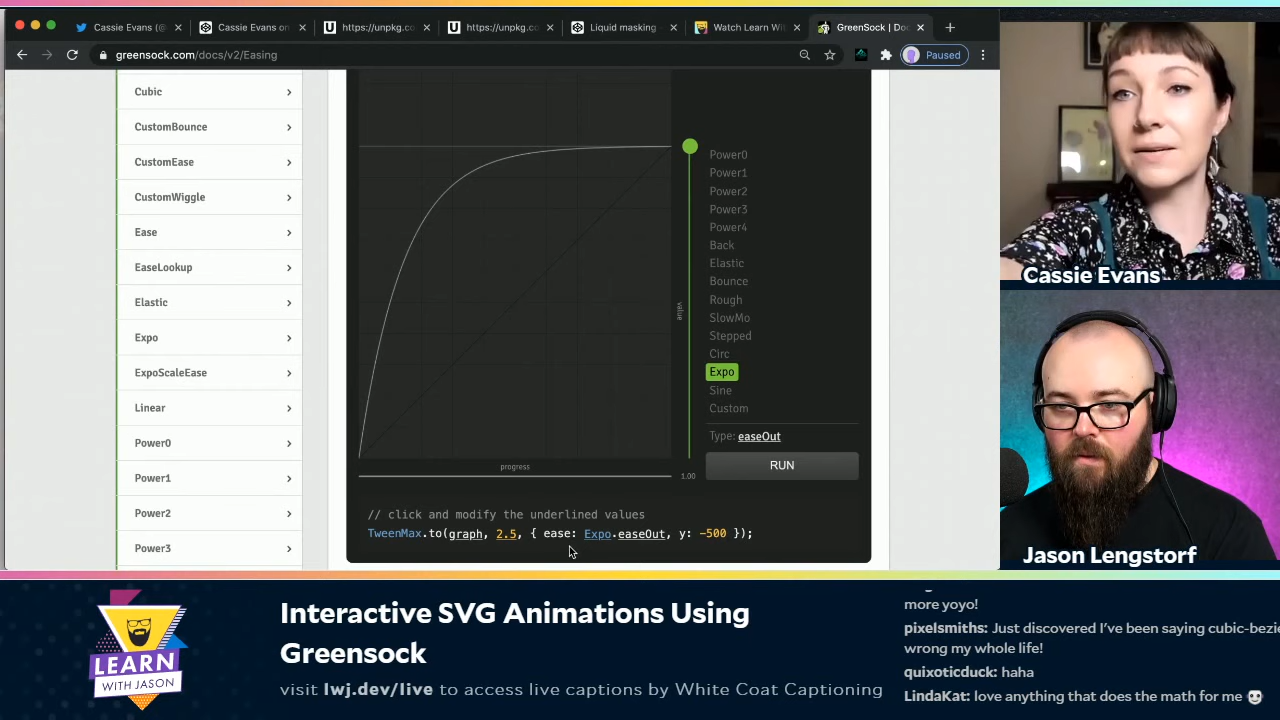 Cassie Evans (@
Cassie Evans on
https://unpkg.co
https://unpkg.co
Liquid masking
Watch Learn Wi
GreenSock | Doc
greensock.com/docs/v2/Easing
Paused
Cubic
CustomBounce
CustomEase
CustomWiggle
Ease
EaseLookup
Elastic
Expo
ExpoScaleEase
Linear
Power0
Power1
Power2
Power3
value
progress
1.00
Power0
Power1
Power2
Power3
Power4
Back
Elastic
Bounce
Rough
SlowMo
Stepped
Circ
Expo
Sine
Custom
Type: easeOut
RUN
// click and modify the underlined values
TweenMax.to(graph, 2.5, { ease: Expo.easeOut, y: -500 });
Cassie Evans
Jason Lengstorf
LEARN
WITH JASON
Interactive SVG Animations Using
Greensock
visit lwj.dev/live to access live captions by White Coat Captioning
more yoyo!
pixelsmiths: Just discovered I've been saying cubic-bezie
wrong my whole life!
quixoticduck: haha
LindaKat: love anything that does the math for me